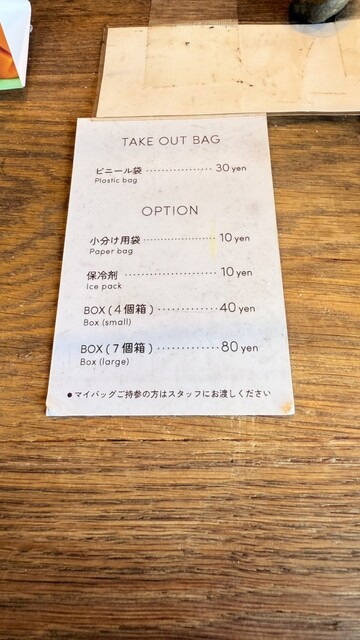 TAKE OUT BAG
ビニール袋 ················· 30 yen
Plastic bag
OPTION
小分け用袋 ················· 10 yen
Paper bag
保冷剤 ······················ 10 yen
Ice pack
BOX ( 4 個箱 ) ············ 40 yen
Box (small)
BOX ( 7 個箱 ) ············ 80 yen
Box (large)
● マイバッグご持参の方はスタッフにお渡しください